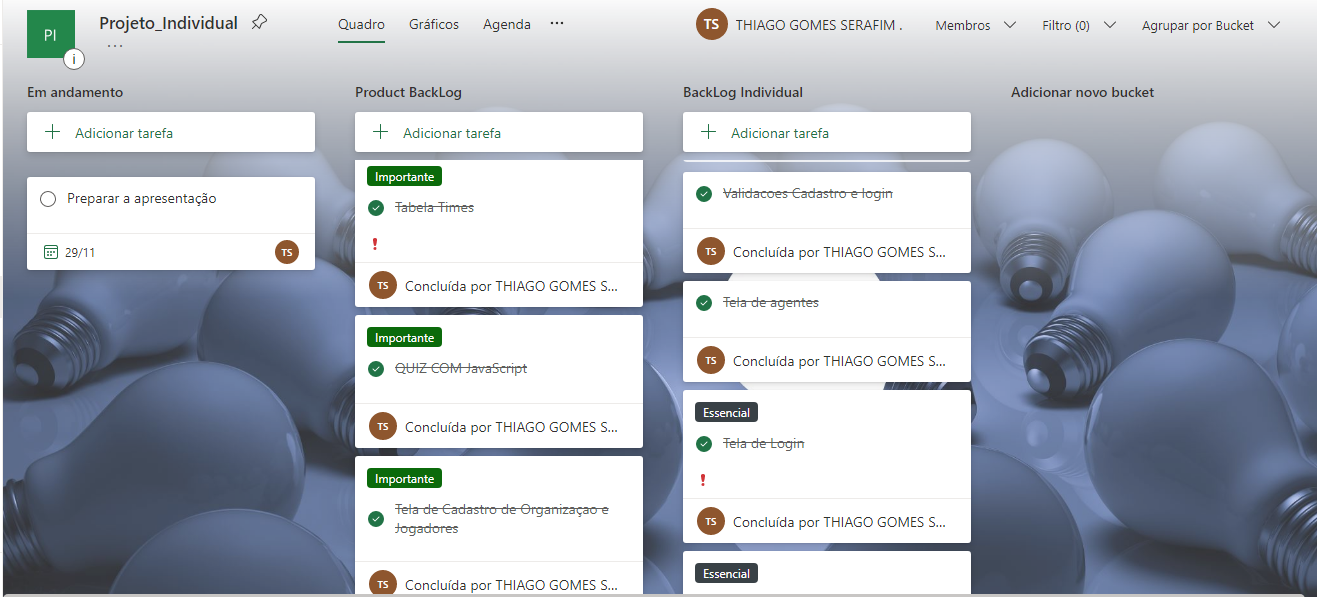 PI
i
Projeto_Individual
...
Quadro
Gráficos
Agenda
...
TS
THIAGO GOMES SERAFIM .
Membros
Filtro (0)
Agrupar por Bucket
Em andamento
Adicionar tarefa
Preparar a apresentação
29/11
TS
Product BackLog
Adicionar tarefa
Importante
Tabela Times
TS
Concluída por THIAGO GOMES S...
Importante
QUIZ COM JavaScript
TS
Concluída por THIAGO GOMES S...
Importante
Tela de Cadastro de Organizaçao e
Jogadores
TS
Concluída por THIAGO GOMES S...
BackLog Individual
Adicionar tarefa
Validacoes Cadastro e login
TS
Concluída por THIAGO GOMES S...
Tela de agentes
TS
Concluída por THIAGO GOMES S...
Essencial
Tela de Login
TS
Concluída por THIAGO GOMES S...
Essencial
Adicionar novo bucket